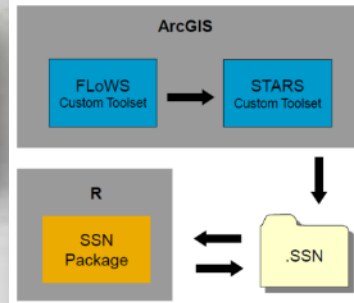 ArcGIS
FLoWS
Custom Toolset
STARS
Custom Toolset
R
SSN
Package
.SSN